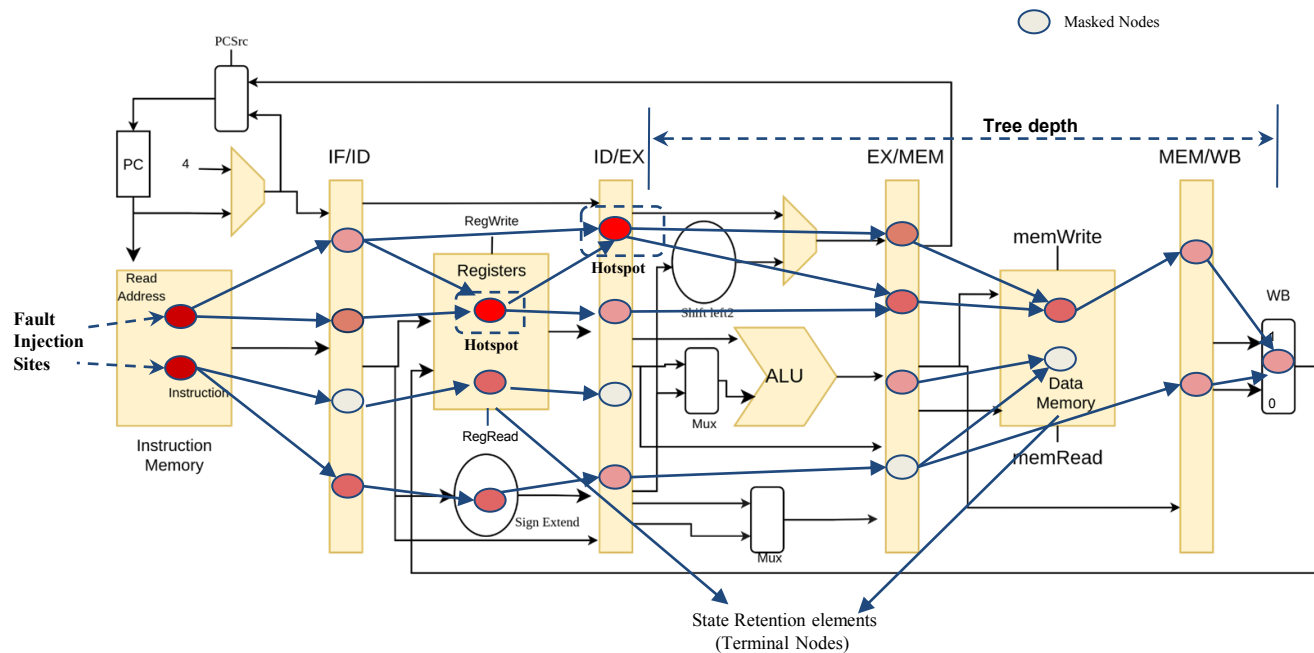 Masked Nodes
PCSrc
Tree depth
IF/ID
ID/EX
EX/MEM
MEM/WB
PC
4
RegWrite
memWrite
Registers
Hotspot
Read
Address
Shift left2
WB
Fault
Injection
Sites
Hotspot
1
Instruction
ALU
Data
Memory
0
Mux
RegRead
Instruction
Memory
memRead
Sign Extend
Mux
State Retention elements
(Terminal Nodes)